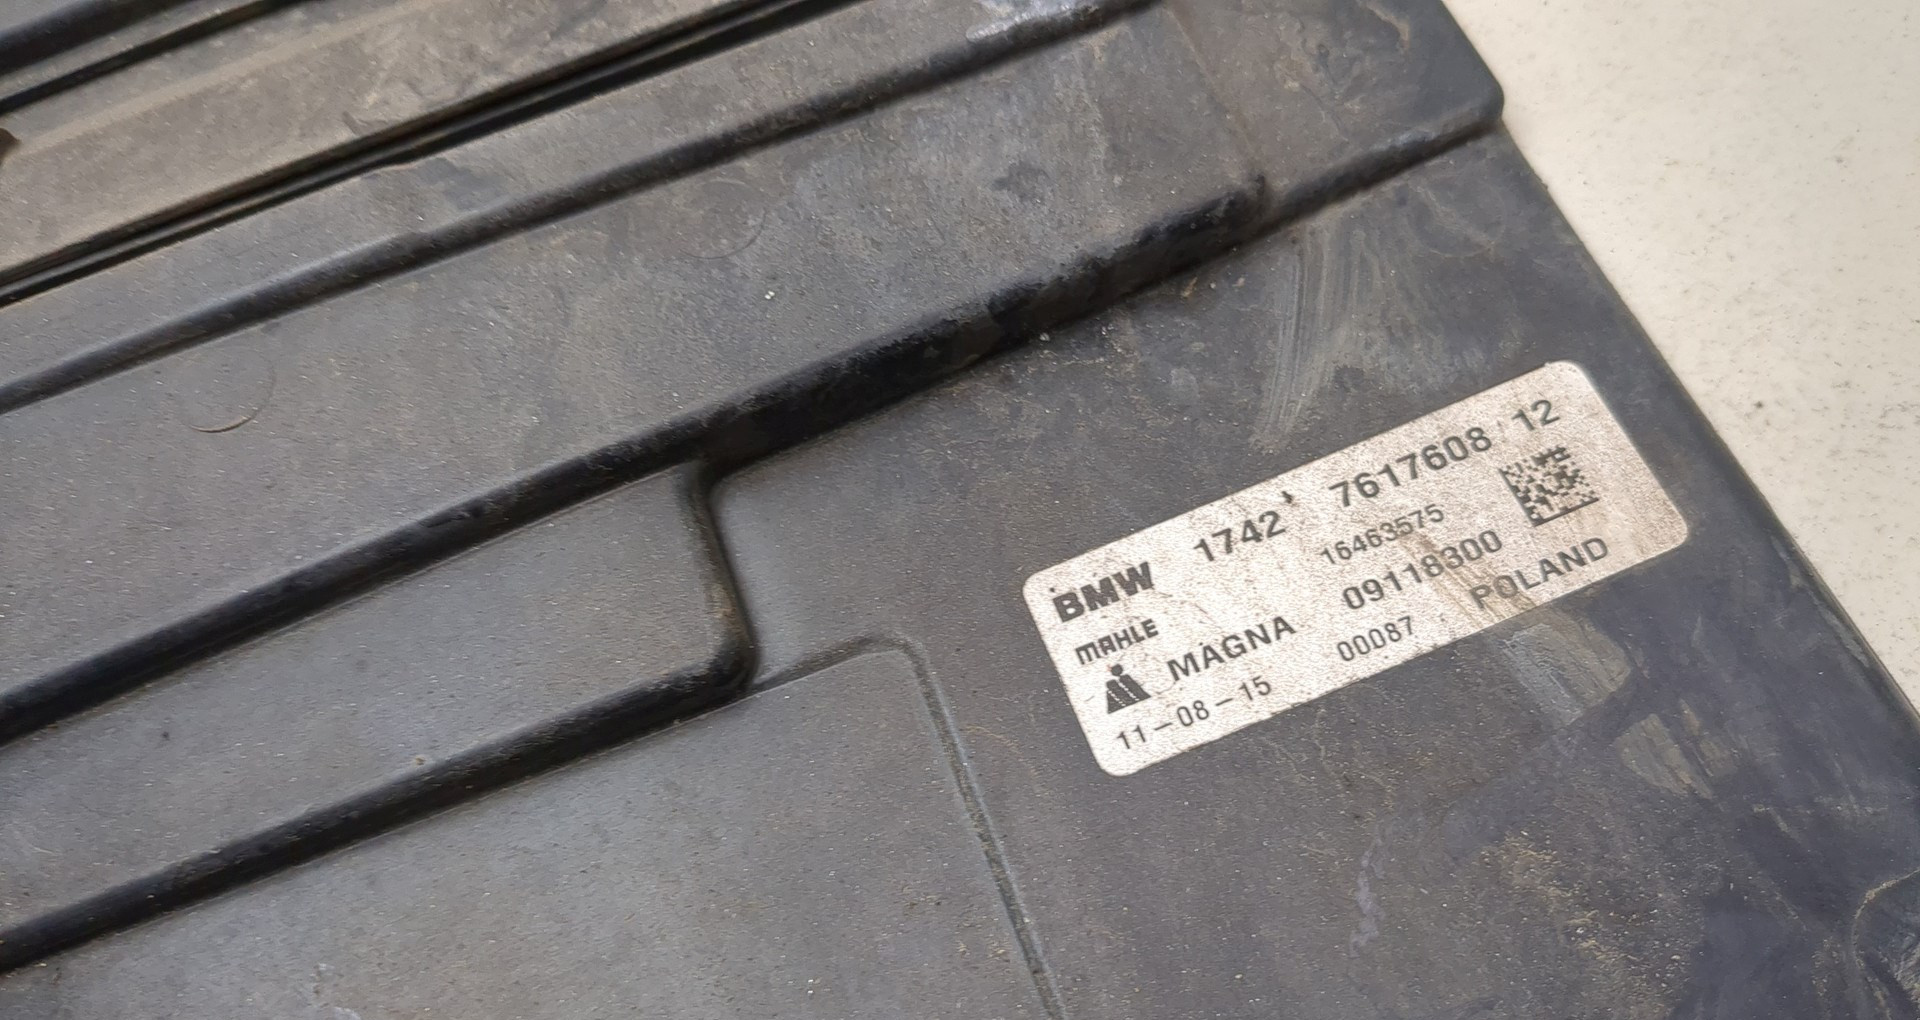 BMW 1742 7617608 12
MAHLE 16463575
MAGNA 09118300
11-08-15 00087 POLAND